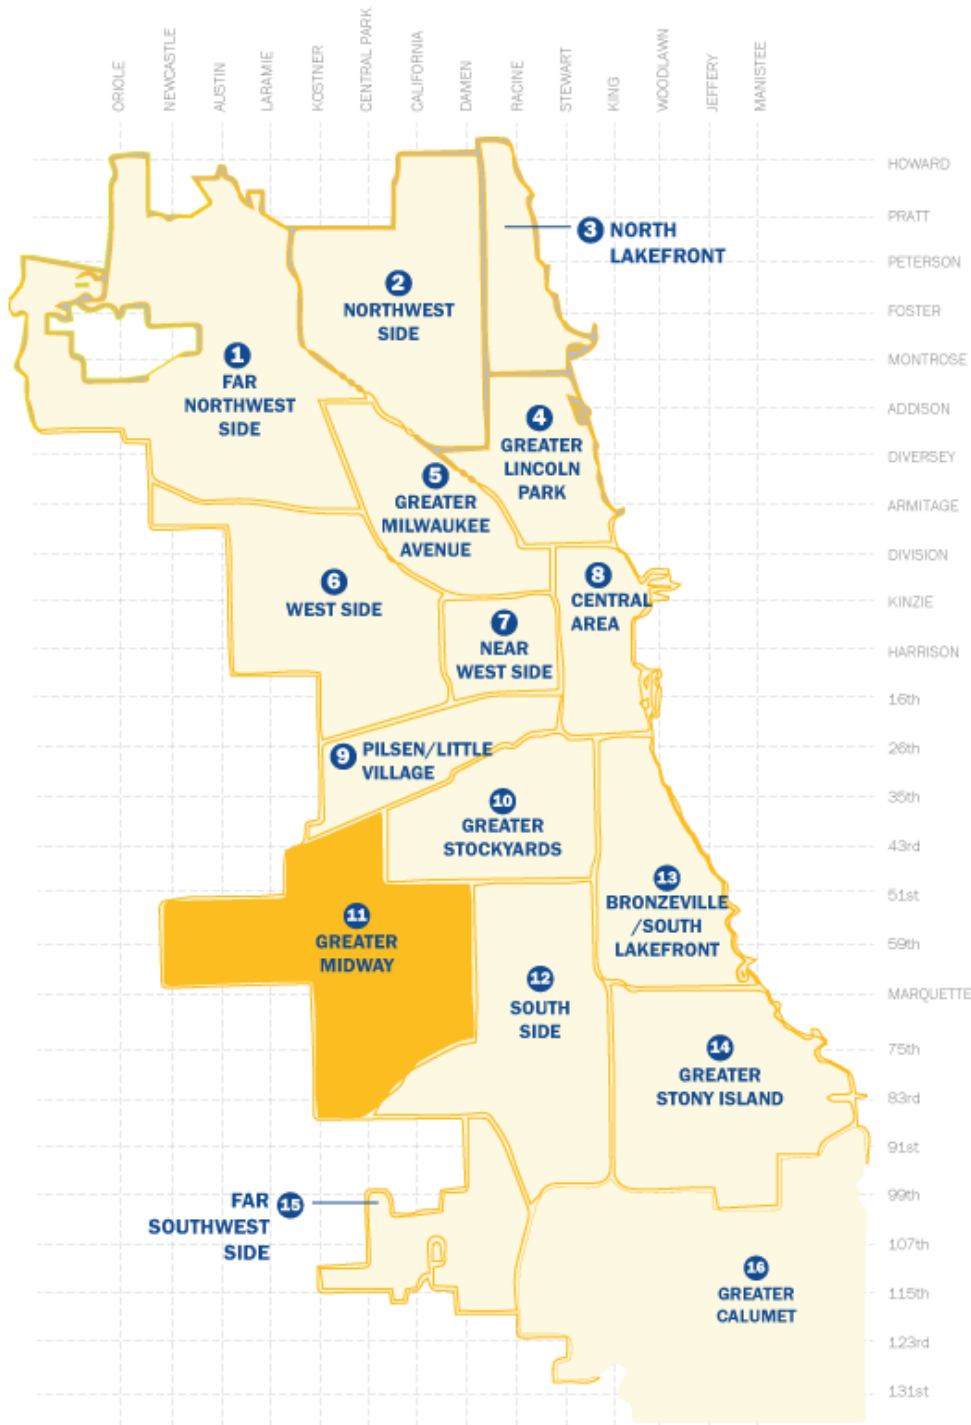 ORIOLE
NEWCASTLE
AUSTIN
LARAMIE
KOSTNER
CENTRAL PARK
CALIFORNIA
DAMEN
RACINE
STEWART
KING
WOODLAWN
JEFFERY
MANISTEE
HOWARD
PRATT
PETERSON
FOSTER
MONTROSE
ADDISON
DIVERSEY
ARMITAGE
DIVISION
KINZIE
HARRISON
16th
26th
35th
43rd
51st
59th
MARQUETTE
75th
83rd
91st
99th
107th
115th
123rd
131st
1
FAR
NORTHWEST
SIDE
2
NORTHWEST
SIDE
3 NORTH
LAKEFRONT
4
GREATER
LINCOLN
PARK
5
GREATER
MILWAUKEE
AVENUE
6
WEST SIDE
7
NEAR
WEST SIDE
8
CENTRAL
AREA
9 PILSEN/LITTLE
VILLAGE
10
GREATER
STOCKYARDS
11
GREATER
MIDWAY
12
SOUTH
SIDE
13
BRONZEVILLE
/SOUTH
LAKEFRONT
14
GREATER
STONY ISLAND
FAR 15
SOUTHWEST
SIDE
16
GREATER
CALUMET